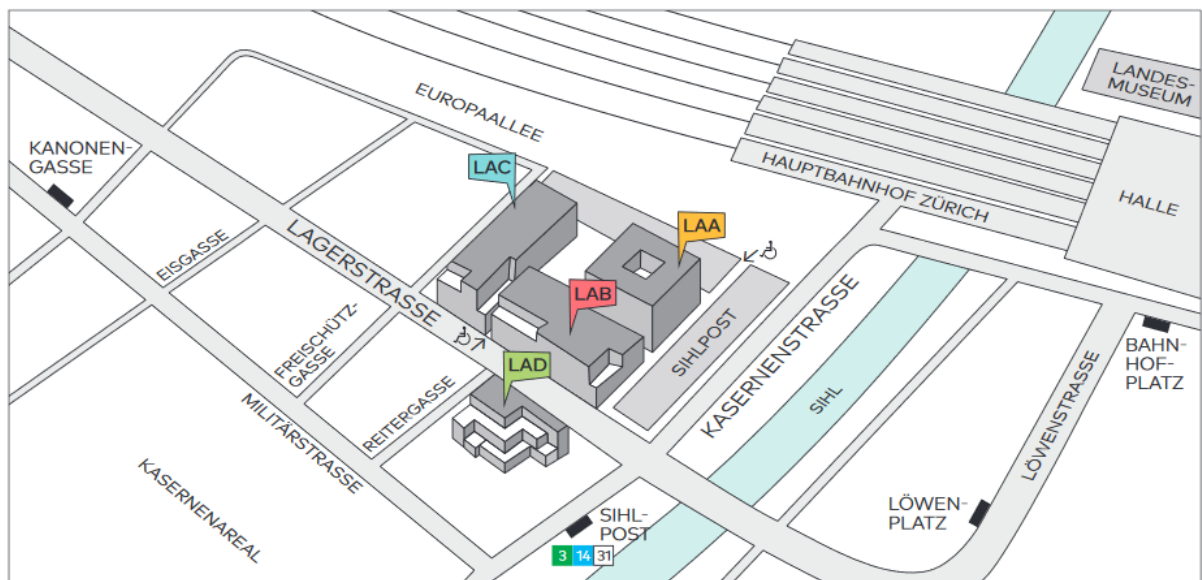 LANDES-
MUSEUM
EUROPAALLEE
KANONEN-
GASSE
LAC
HAUPTBAHNHOF ZÜRICH
HALLE
LAA
EISGASSE
LAGERSTRASSE
LAB
SIHLPOST
KASERNENSTRASSE
FREISCHÜTZ-
GASSE
LAD
BAHN-
HOF-
PLATZ
SIHL
REITERGASSE
MILITÄRSTRASSE
LÖWENSTRASSE
KASERNENAREAL
SIHL-
POST
3 14 31
LÖWEN-
PLATZ